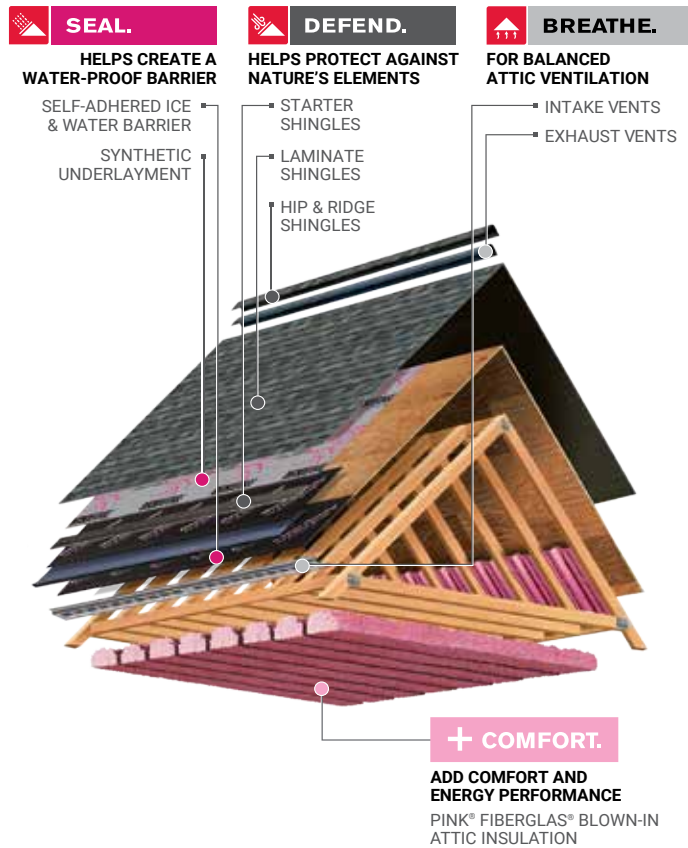 SEAL.
HELPS CREATE A
WATER-PROOF BARRIER
SELF-ADHERED ICE
& WATER BARRIER
SYNTHETIC
UNDERLAYMENT
DEFEND.
HELPS PROTECT AGAINST
NATURE'S ELEMENTS
STARTER
SHINGLES
LAMINATE
SHINGLES
HIP & RIDGE
SHINGLES
BREATHE.
FOR BALANCED
ATTIC VENTILATION
INTAKE VENTS
EXHAUST VENTS
+ COMFORT.
ADD COMFORT AND
ENERGY PERFORMANCE
PINK® FIBERGLAS® BLOWN-IN
ATTIC INSULATION